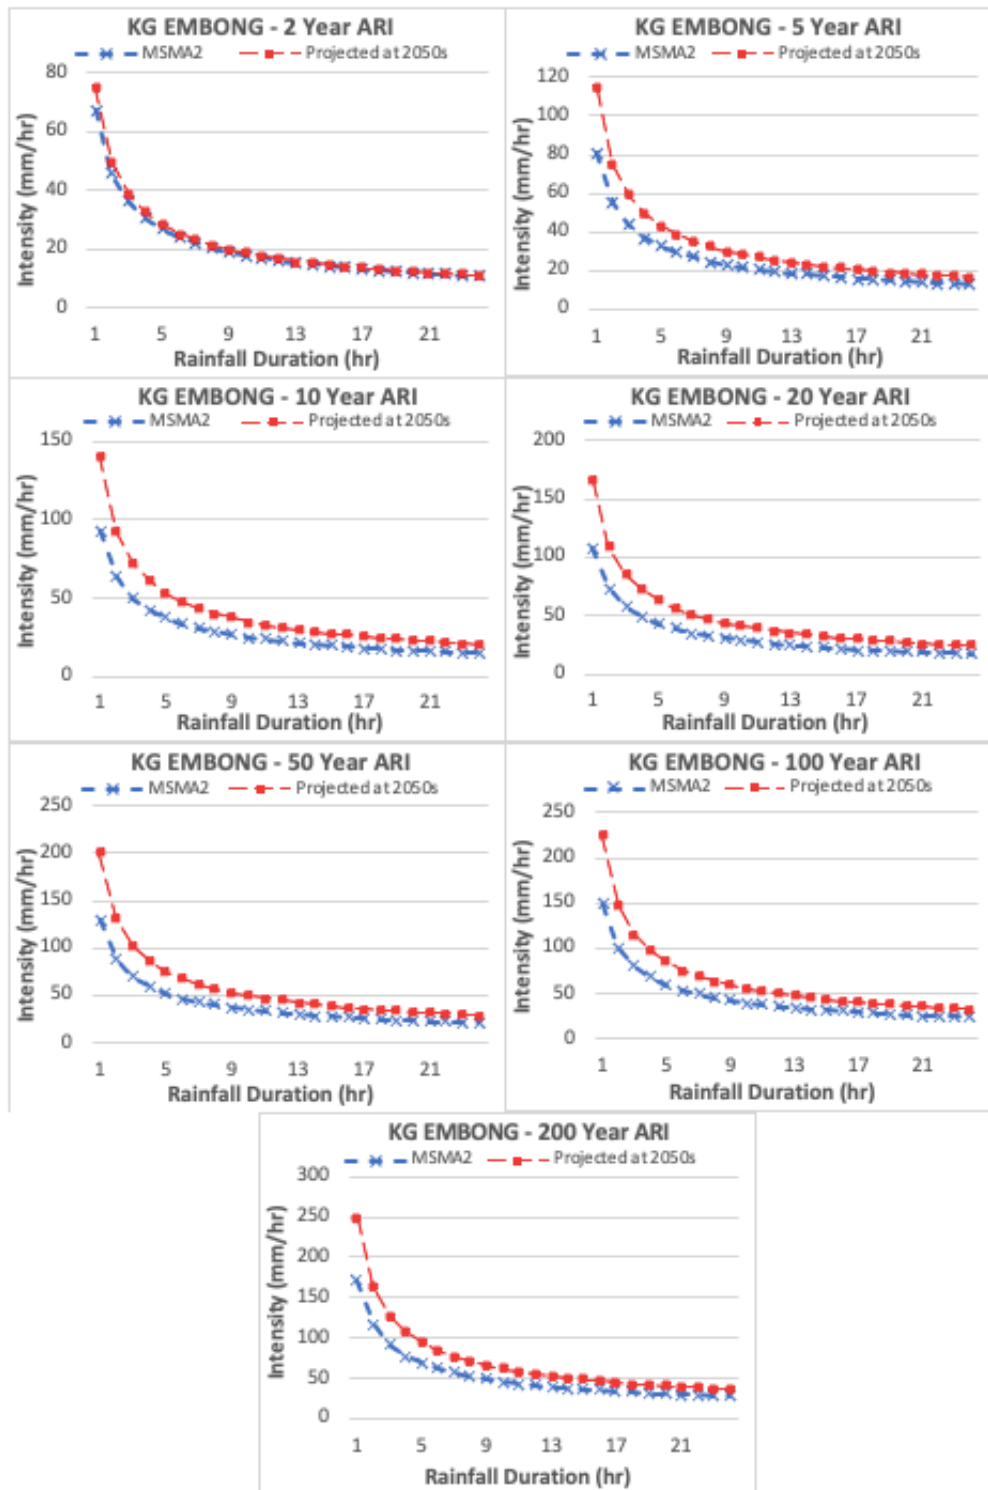 KG EMBONG - 2 Year ARI
MSMA2 Projected at 2050s
80
60
40
20
0
Intensity (mm/hr)
1 5 9 13 17 21
Rainfall Duration (hr)
KG EMBONG - 5 Year ARI
MSMA2 Projected at 2050s
120
100
80
60
40
20
0
Intensity (mm/hr)
1 5 9 13 17 21
Rainfall Duration (hr)
KG EMBONG - 10 Year ARI
MSMA2 Projected at 2050s
150
100
50
0
Intensity (mm/hr)
1 5 9 13 17 21
Rainfall Duration (hr)
KG EMBONG - 20 Year ARI
MSMA2 Projected at 2050s
200
150
100
50
0
Intensity (mm/hr)
1 5 9 13 17 21
Rainfall Duration (hr)
KG EMBONG - 50 Year ARI
MSMA2 Projected at 2050s
250
200
150
100
50
0
Intensity (mm/hr)
1 5 9 13 17 21
Rainfall Duration (hr)
KG EMBONG - 100 Year ARI
MSMA2 Projected at 2050s
250
200
150
100
50
0
Intensity (mm/hr)
1 5 9 13 17 21
Rainfall Duration (hr)
KG EMBONG - 200 Year ARI
MSMA2 Projected at 2050s
300
250
200
150
100
50
0
Intensity (mm/hr)
1 5 9 13 17 21
Rainfall Duration (hr)